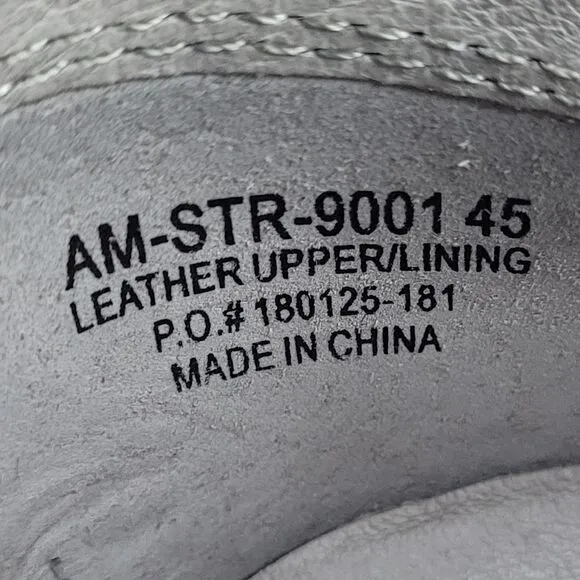 AM-STR-9001 45
LEATHER UPPER/LINING
P.O.# 180125-181
MADE IN CHINA